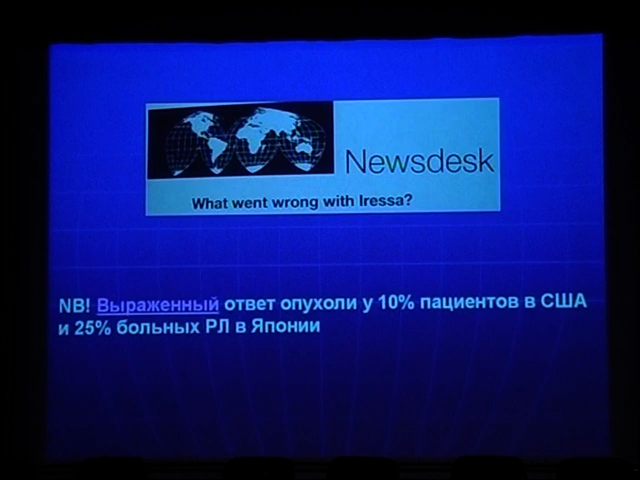 Newsdesk
What went wrong with Iressa?
NB! Выраженный ответ опухоли у 10% пациентов в США
и 25% больных РЛ в Японии